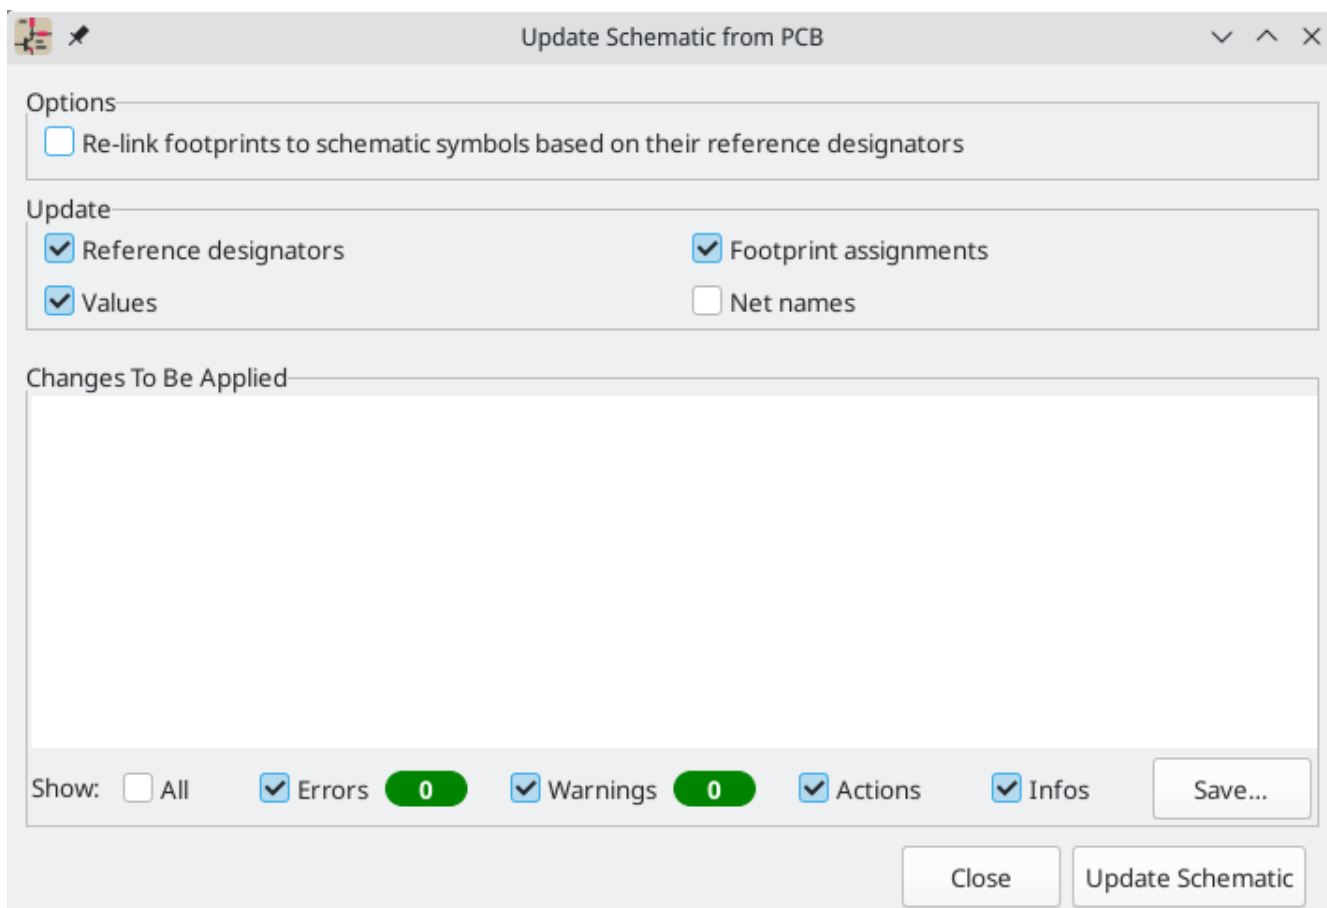 Update Schematic from PCB
Options
Re-link footprints to schematic symbols based on their reference designators
Update
Reference designators
Footprint assignments
Values
Net names
Changes To Be Applied
Show: All Errors 0 Warnings 0 Actions Infos Save...
Close Update Schematic